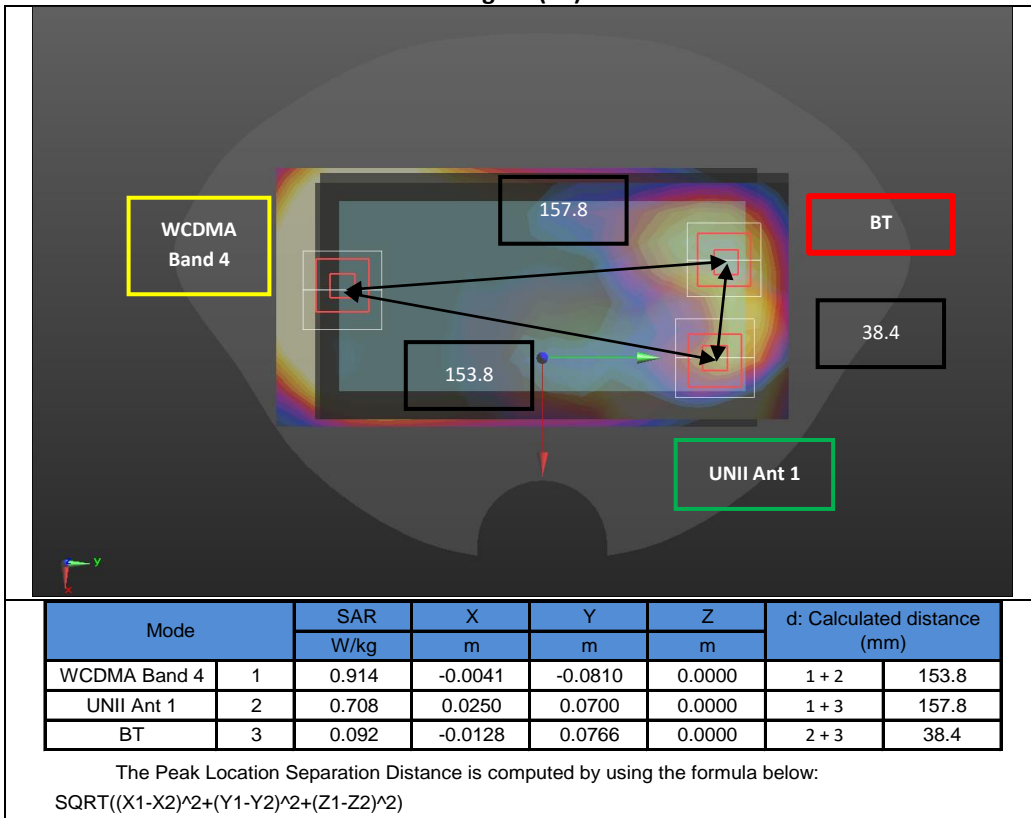 157.8
WCDMA
Band 4
BT
38.4
153.8
UNII Ant 1
y
x
Mode SAR X Y Z d: Calculated distance
(mm)
W/kg m m m
WCDMA Band 4 1 0.914 -0.0041 -0.0810 0.0000 1 + 2 153.8
UNII Ant 1 2 0.708 0.0250 0.0700 0.0000 1 + 3 157.8
BT 3 0.092 -0.0128 0.0766 0.0000 2 + 3 38.4
The Peak Location Separation Distance is computed by using the formula below:
SQRT((X1-X2)^2+(Y1-Y2)^2+(Z1-Z2)^2)